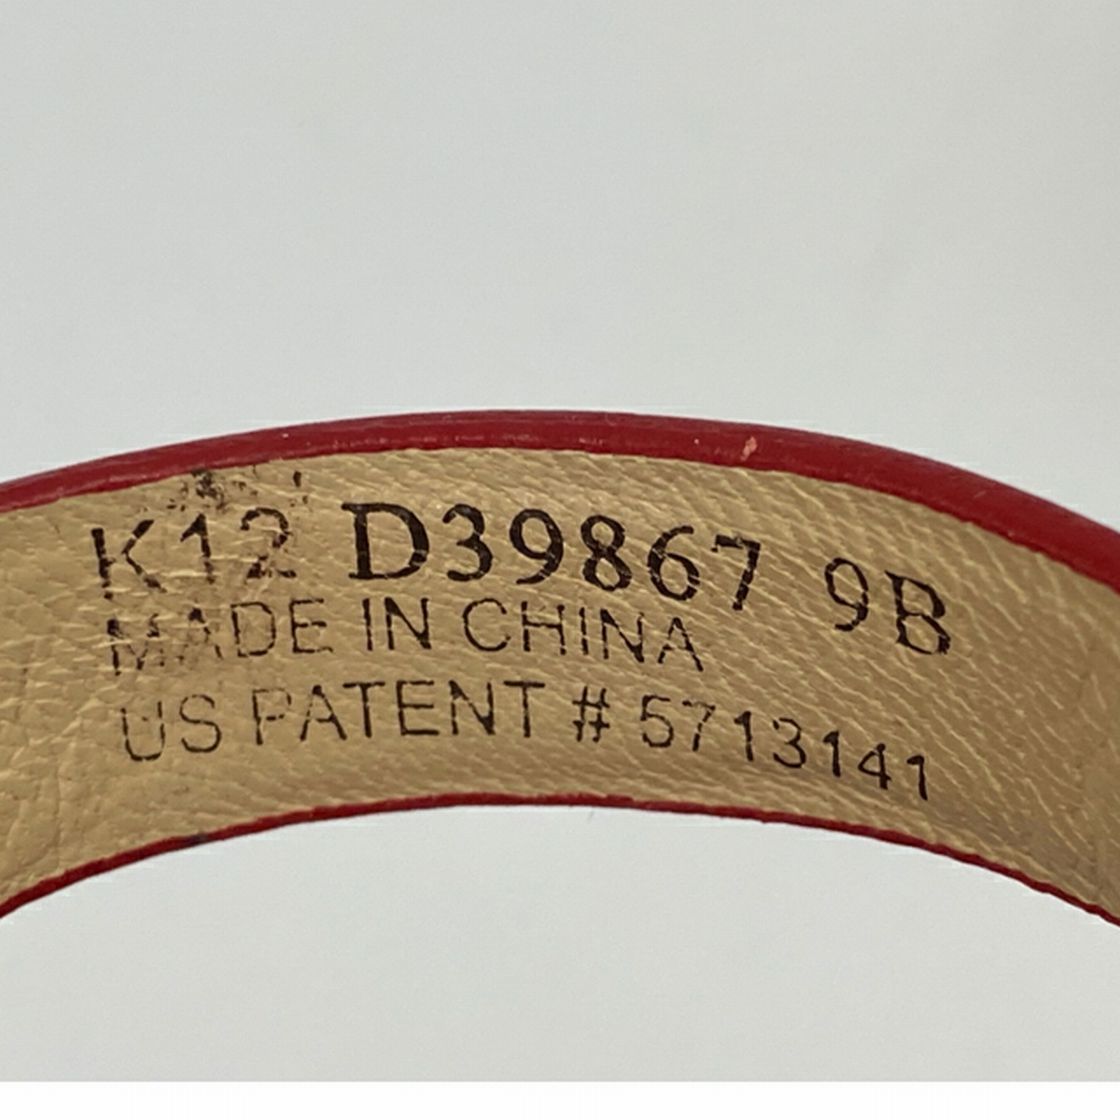 K12 D39867 9B
MADE IN CHINA
US PATENT # 5713141